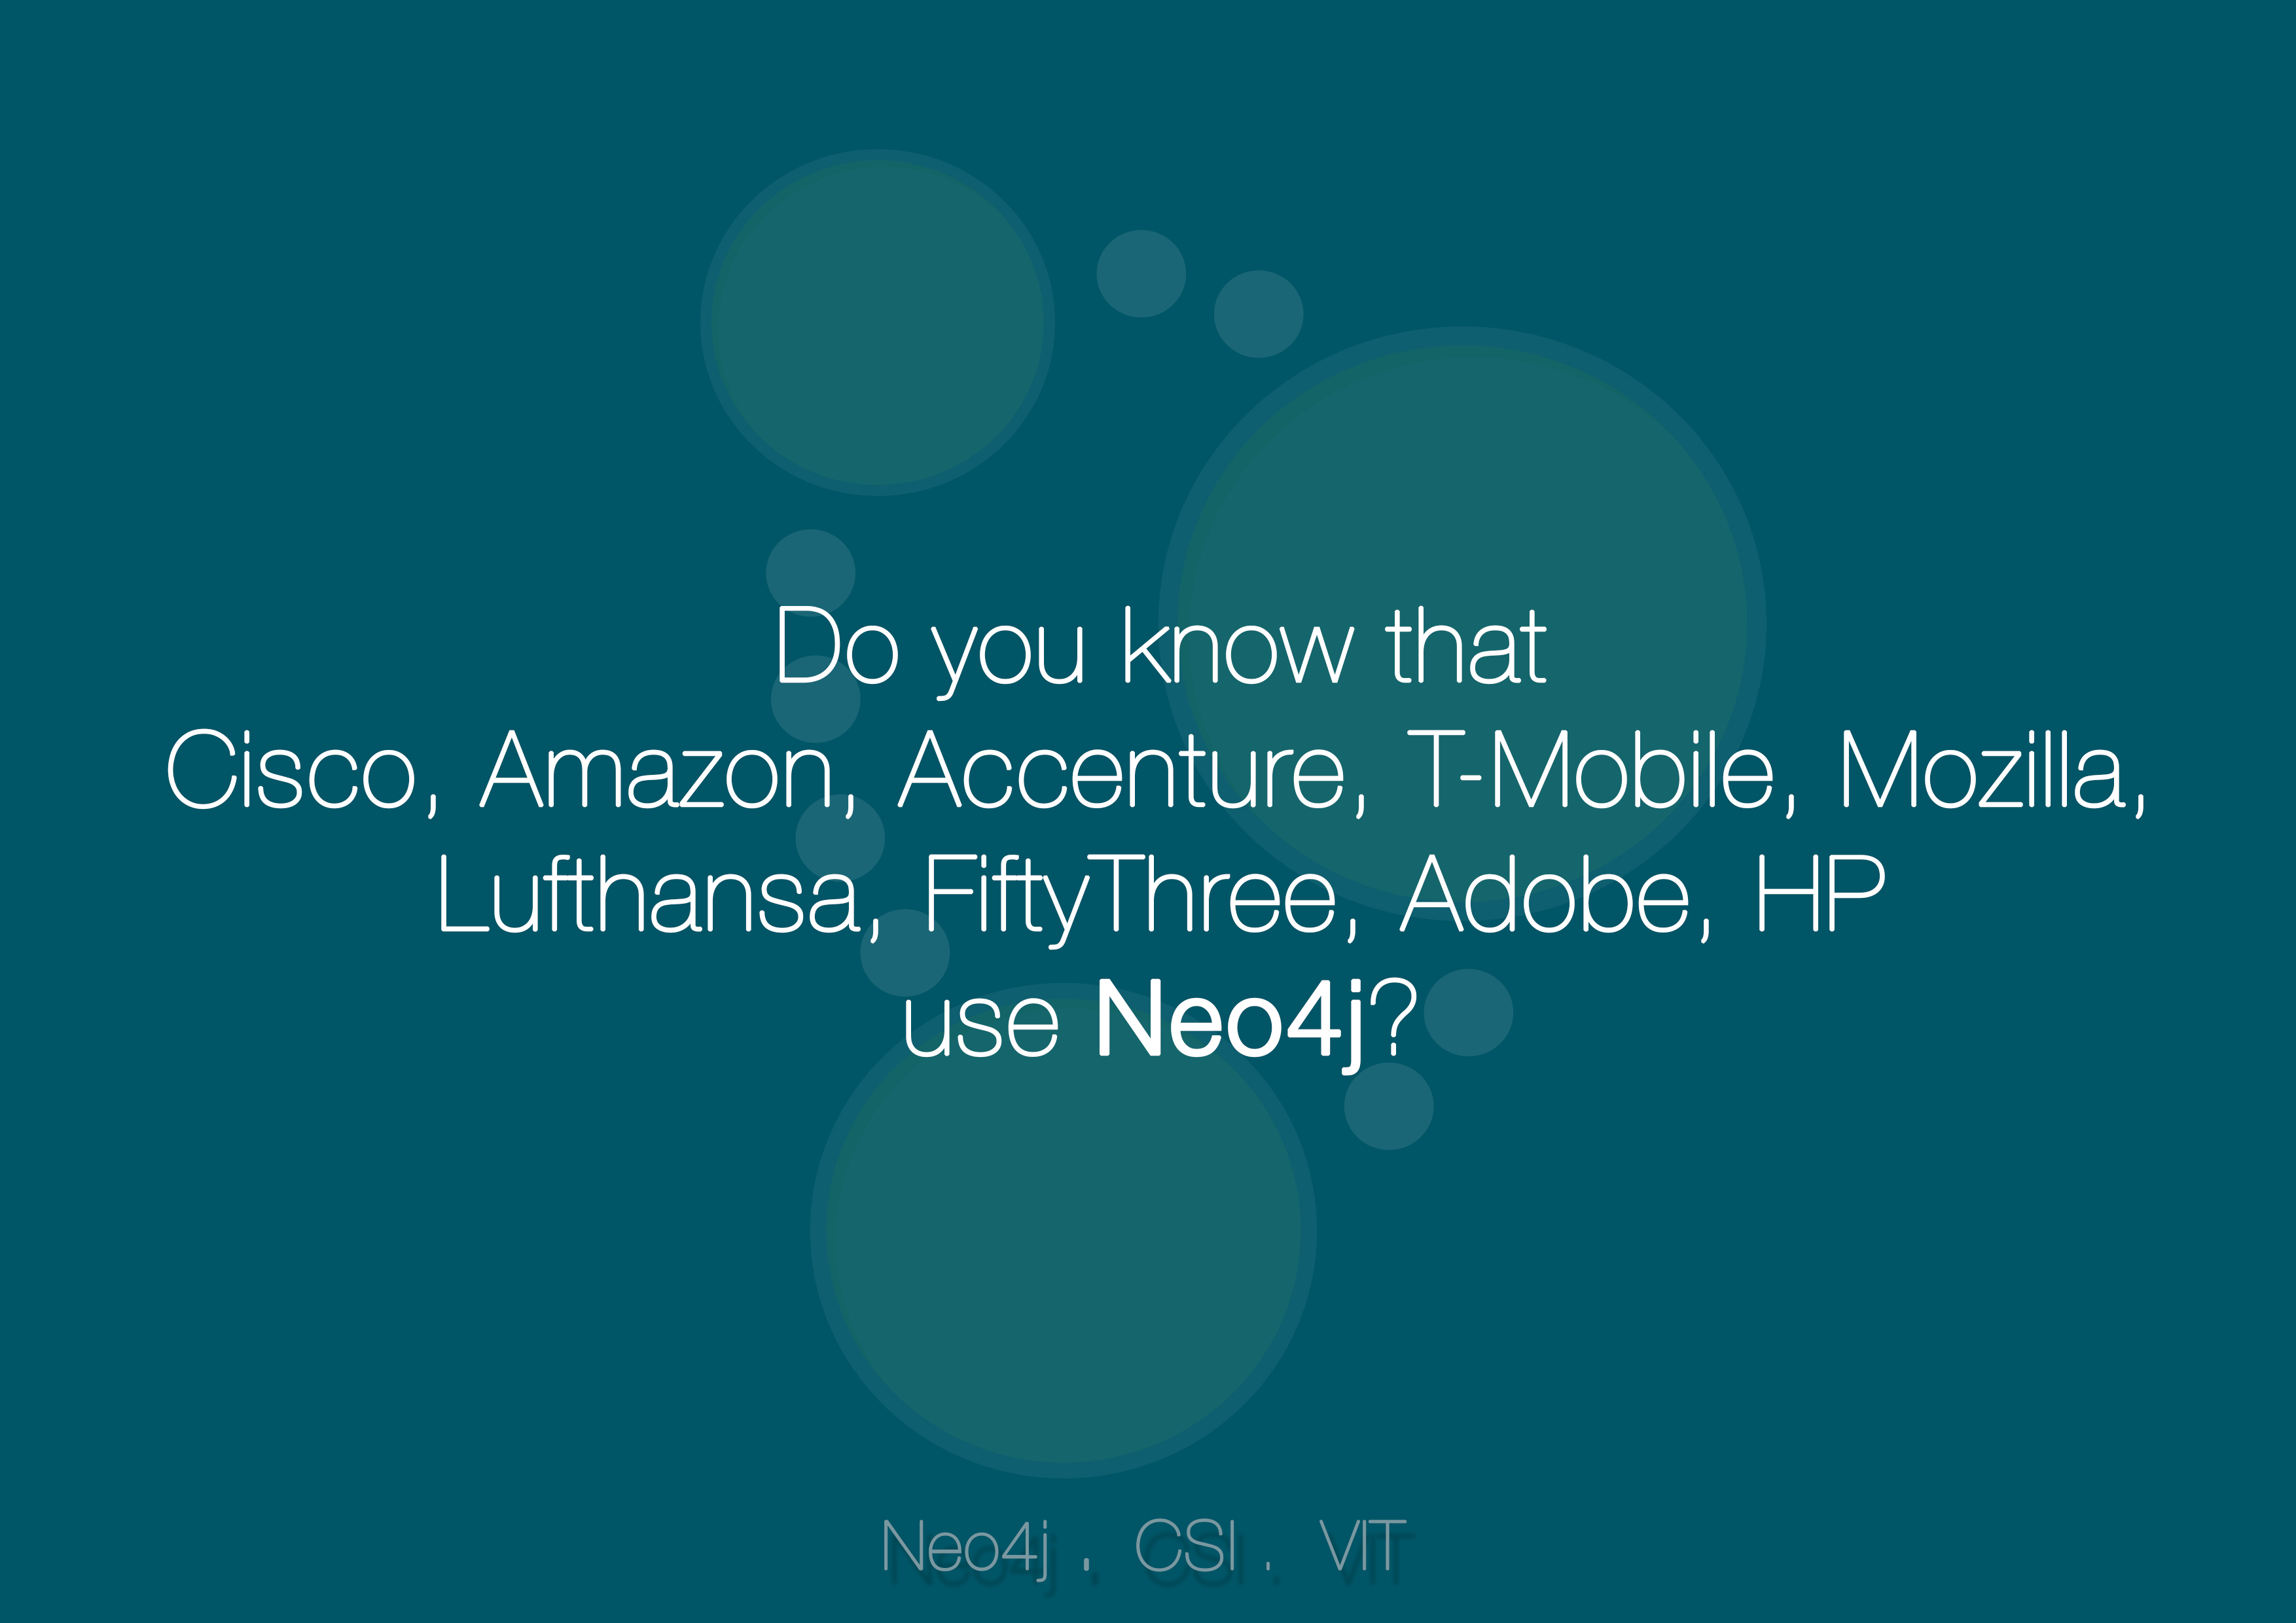 Do you know that
Cisco, Amazon, Accenture, T-Mobile, Mozilla,
Lufthansa, FiftyThree, Adobe, HP
use Neo4j?
Neo4j . CSI . VIT